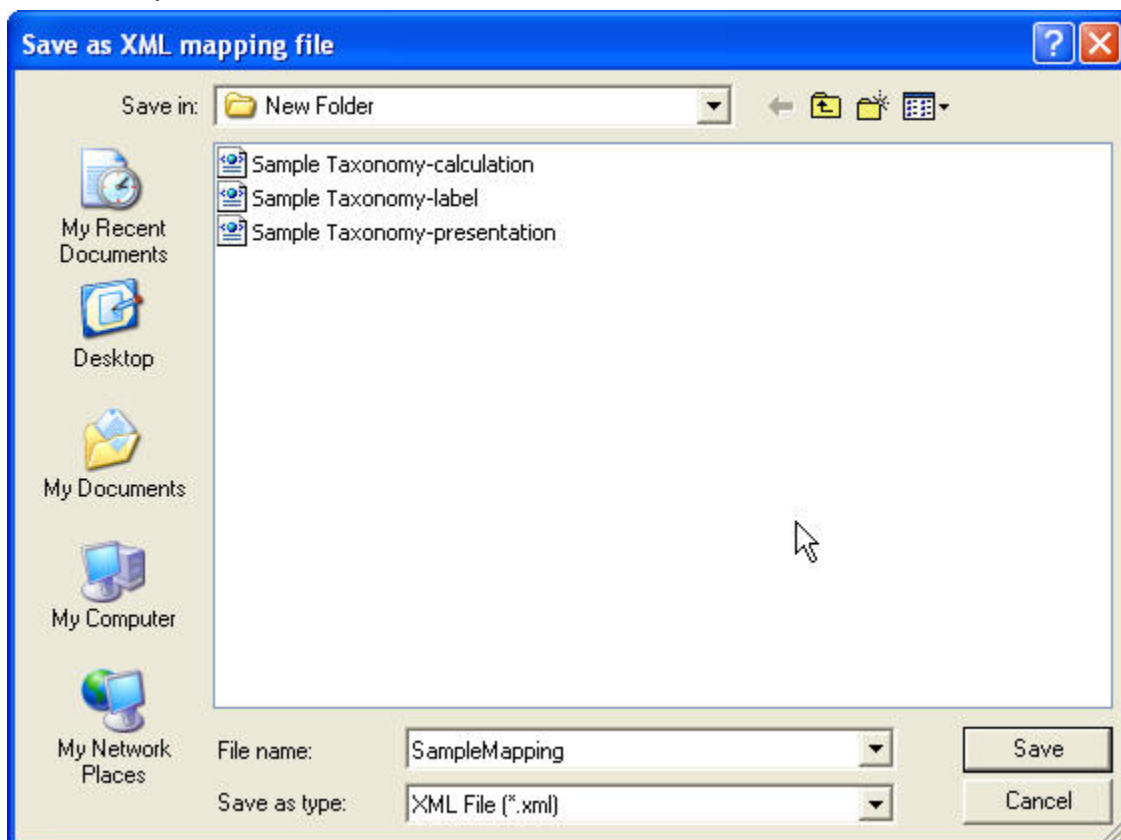 Save as XML mapping file
Save in: New Folder
Sample Taxonomy-calculation
Sample Taxonomy-label
Sample Taxonomy-presentation
My Recent
Documents
Desktop
My Documents
My Computer
My Network
Places
File name: SampleMapping Save
Save as type: XML File (*.xml) Cancel